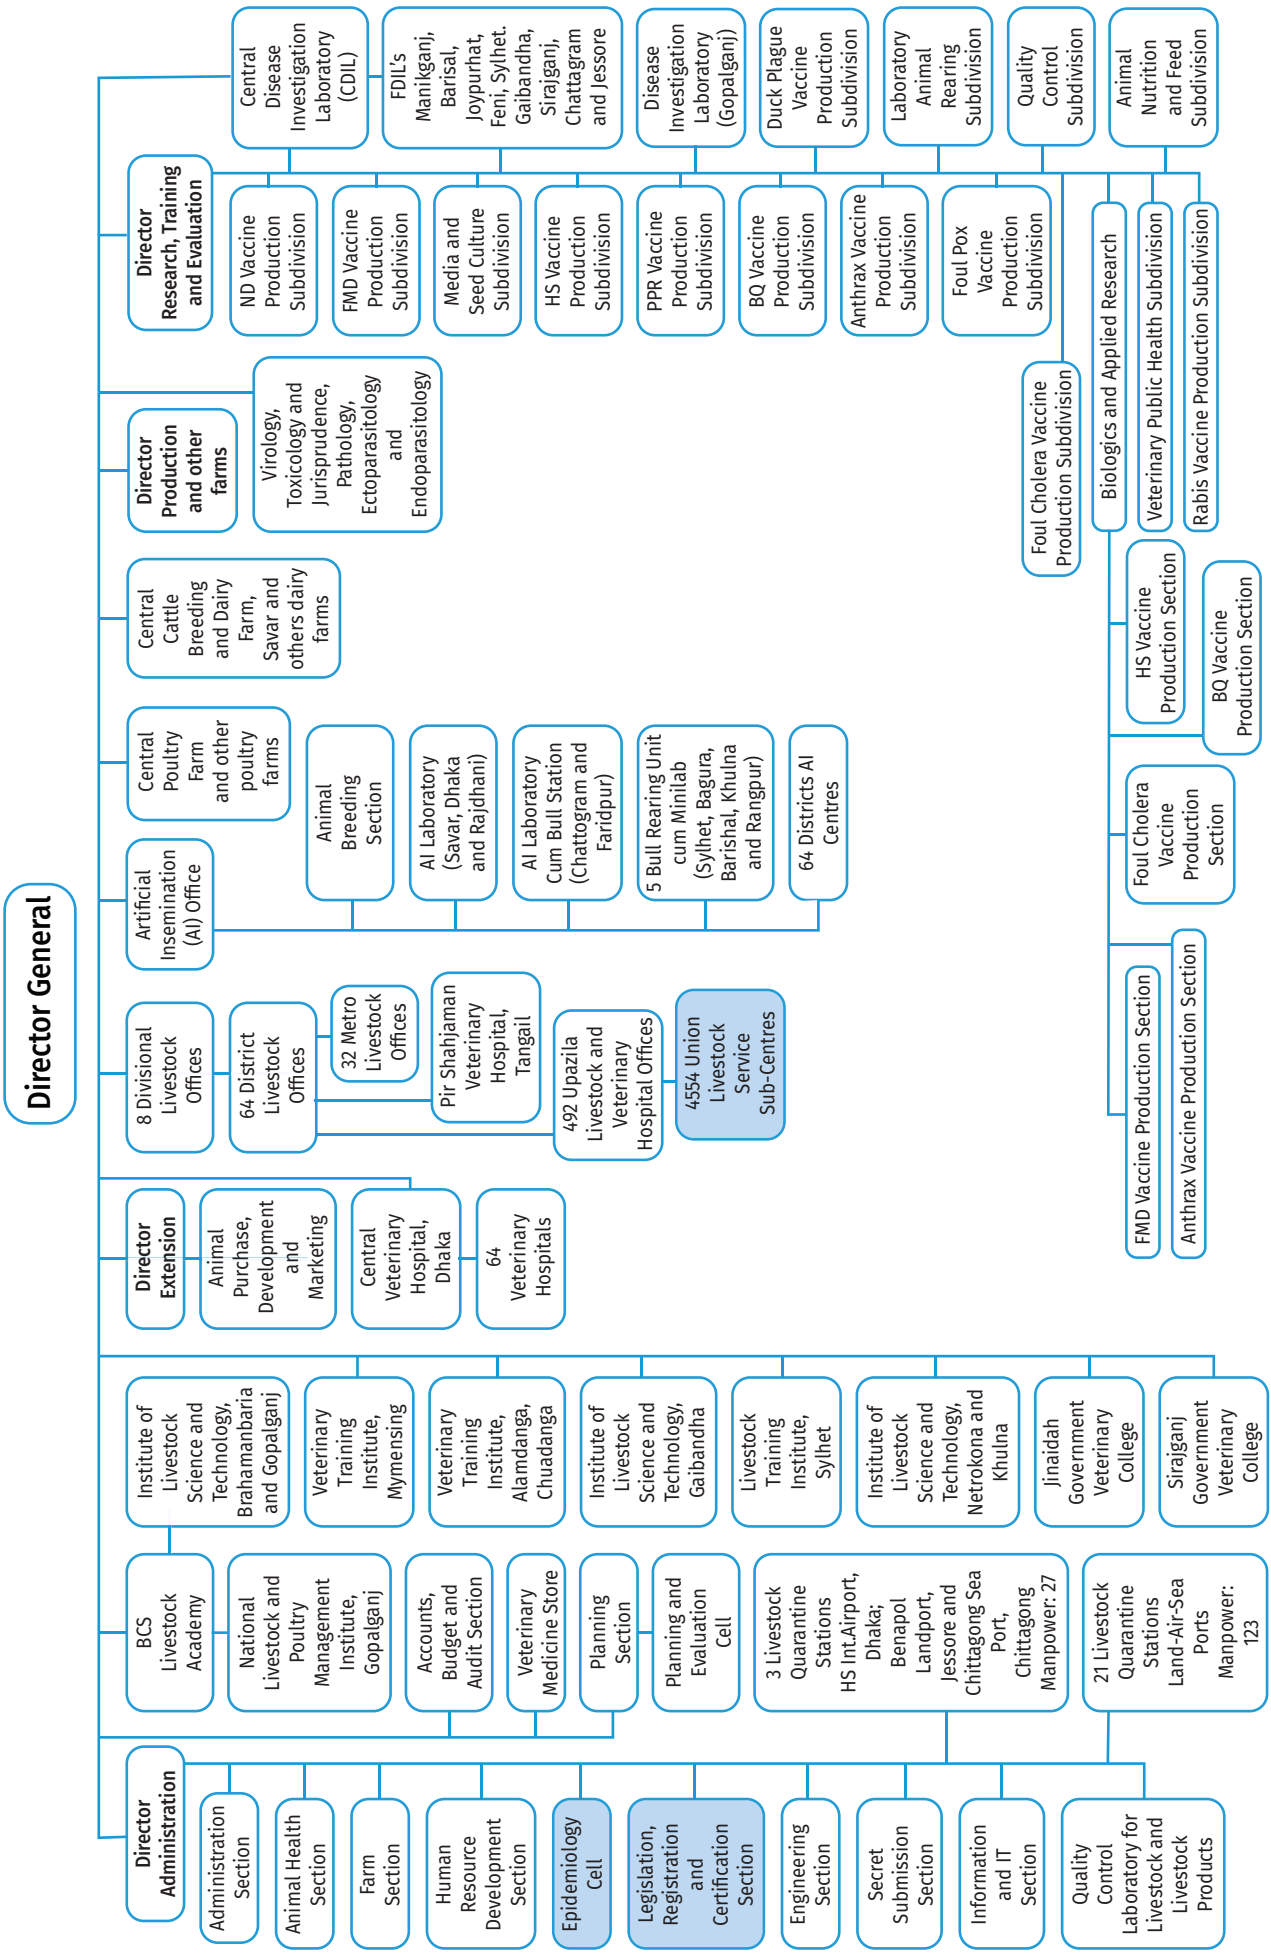 Director General
Director
Administration
Administration
Section
Animal Health
Section
Farm
Section
Human
Resource
Development
Section
Epidemiology
Cell
Legislation,
Registration
and
Certification
Section
Engineering
Section
Secret
Submission
Section
Information
and IT
Section
Quality
Control
Laboratory for
Livestock and
Livestock
Products
BCS
Livestock
Academy
National
Livestock and
Poultry
Management
Institute,
Gopalganj
Accounts,
Budget and
Audit Section
Veterinary
Medicine Store
Planning
Section
Planning and
Evaluation
Cell
3 Livestock
Quarantine
Stations
HS Int.Airport,
Dhaka;
Benapol
Landport,
Jessore and
Chittagong Sea
Port,
Chittagong
Manpower: 27
21 Livestock
Quarantine
Stations
Land-Air-Sea
Ports
Manpower:
123
Institute of
Livestock
Science and
Technology,
Brahamanbaria
and Gopalganj
Veterinary
Training
Institute,
Mymensing
Veterinary
Training
Institute,
Alamdanga,
Chuadanga
Institute of
Livestock
Science and
Technology,
Gaibandha
Livestock
Training
Institute,
Sylhet
Institute of
Livestock
Science and
Technology,
Netrokona and
Khulna
Jinaidah
Government
Veterinary
College
Sirajganj
Government
Veterinary
College
Director
Extension
Animal
Purchase,
Development
and
Marketing
Central
Veterinary
Hospital,
Dhaka
64
Veterinary
Hospitals
8 Divisional
Livestock
Offices
64 District
Livestock
Offices
32 Metro
Livestock
Offices
Pir Shahjaman
Veterinary
Hospital,
Tangail
492 Upazila
Livestock and
Veterinary
Hospital Offices
4554 Union
Livestock
Service
Sub-Centres
Artificial
Insemination
(AI) Office
Animal
Breeding
Section
AI Laboratory
(Savar, Dhaka
and Rajdhani)
AI Laboratory
Cum Bull Station
(Chattogram and
Faridpur)
5 Bull Rearing Unit
cum Minilab
(Sylhet, Bagura,
Barishal, Khulna
and Rangpur)
64 Districts AI
Centres
Central
Poultry
Farm
and other
poultry
farms
Central
Cattle
Breeding
and Dairy
Farm,
Savar and
others dairy
farms
Director
Production
and other
farms
Virology,
Toxicology and
Jurisprudence,
Pathology,
Ectoparasitology
and
Endoparasitology
Director
Research, Training
and Evaluation
ND Vaccine
Production
Subdivision
FMD Vaccine
Production
Subdivision
Media and
Seed Culture
Subdivision
HS Vaccine
Production
Subdivision
PPR Vaccine
Production
Subdivision
BQ Vaccine
Production
Subdivision
Anthrax Vaccine
Production
Subdivision
Foul Pox
Vaccine
Production
Subdivision
Foul Cholera Vaccine
Production Subdivision
Biologics and Applied Research
Veterinary Public Health Subdivision
Rabis Vaccine Production Subdivision
FMD Vaccine Production Section
Anthrax Vaccine Production Section
Foul Cholera
Vaccine
Production
Section
HS Vaccine
Production Section
BQ Vaccine
Production Section
Central
Disease
Investigation
Laboratory
(CDIL)
FDIL's
Manikganj,
Barisal,
Joypurhat,
Feni, Sylhet.
Gaibandha,
Sirajganj,
Chattagram
and Jessore
Disease
Investigation
Laboratory
(Gopalganj)
Duck Plague
Vaccine
Production
Subdivision
Laboratory
Animal
Rearing
Subdivision
Quality
Control
Subdivision
Animal
Nutrition
and Feed
Subdivision